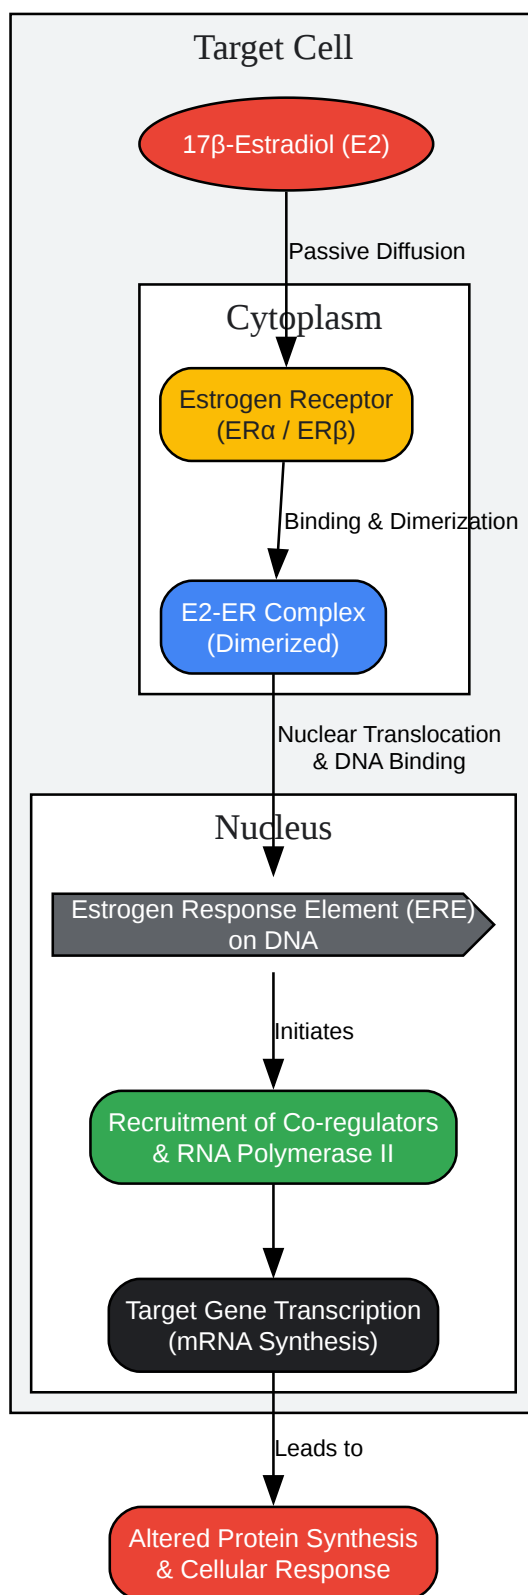 Target Cell
17β-Estradiol (E2)
Passive Diffusion
Cytoplasm
Estrogen Receptor
(ERα / ERβ)
Binding & Dimerization
E2-ER Complex
(Dimerized)
Nuclear Translocation
& DNA Binding
Nucleus
Estrogen Response Element (ERE)
on DNA
Initiates
Recruitment of Co-regulators
& RNA Polymerase II
Target Gene Transcription
(mRNA Synthesis)
Leads to
Altered Protein Synthesis
& Cellular Response